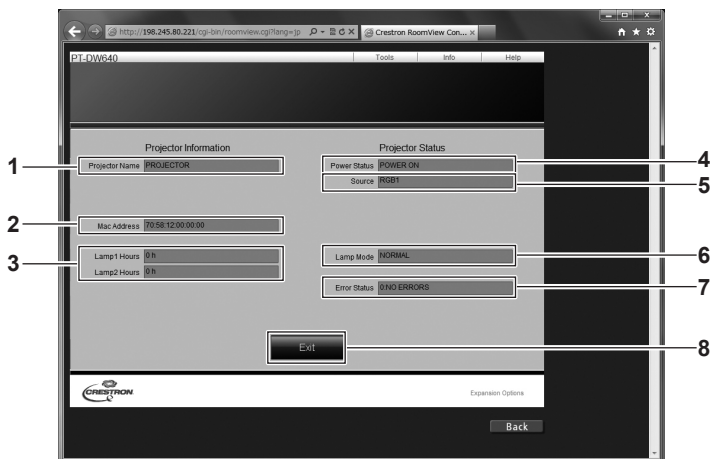 http://198.245.80.221/cgi-bin/roomview.cgi?lang=jp
Crestron RoomView Con... ×
PT-DW640
Tools Info Help
Projector Information
Projector Status
1
Projector Name PROJECTOR
Power Status POWER ON
4
Source RGB1
5
2
Mac Address 70:58:12:00:00:00
3
Lamp1 Hours 0 h
Lamp2 Hours 0 h
Lamp Mode NORMAL
6
Error Status 0:NO ERRORS
7
Exit
8
CRESTRON
Expansion Options
Back